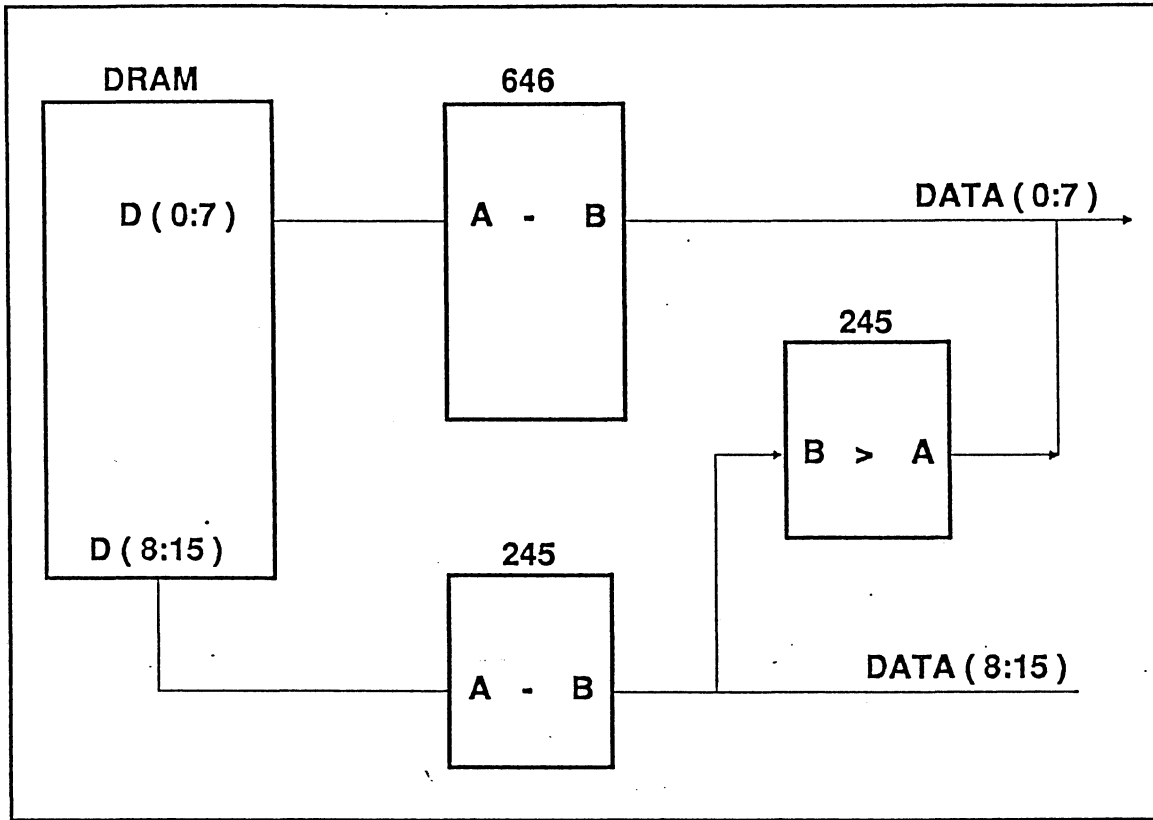 DRAM
646
D ( 0:7 )
A - B
DATA ( 0:7 )
245
B > A
D ( 8:15 )
245
A - B
DATA ( 8:15 )